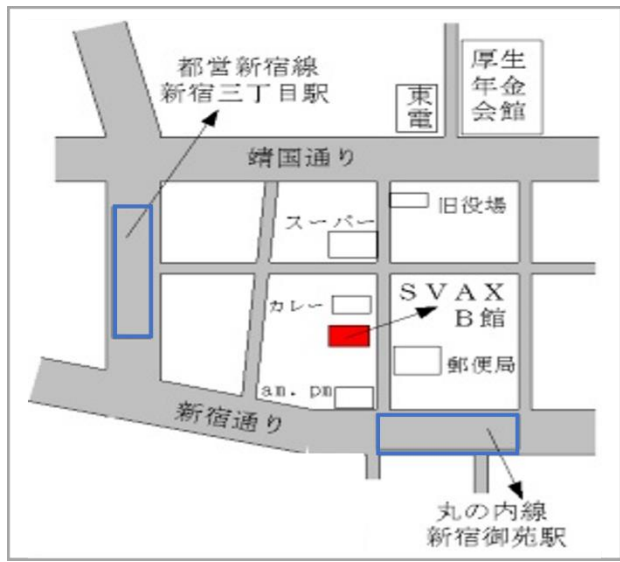 都営新宿線
新宿三丁目駅
厚生
年金
会館
東電
靖国通り
旧役場
スーパー
SVAX
B館
カレー
郵便局
am．pm
新宿通り
丸の内線
新宿御苑駅